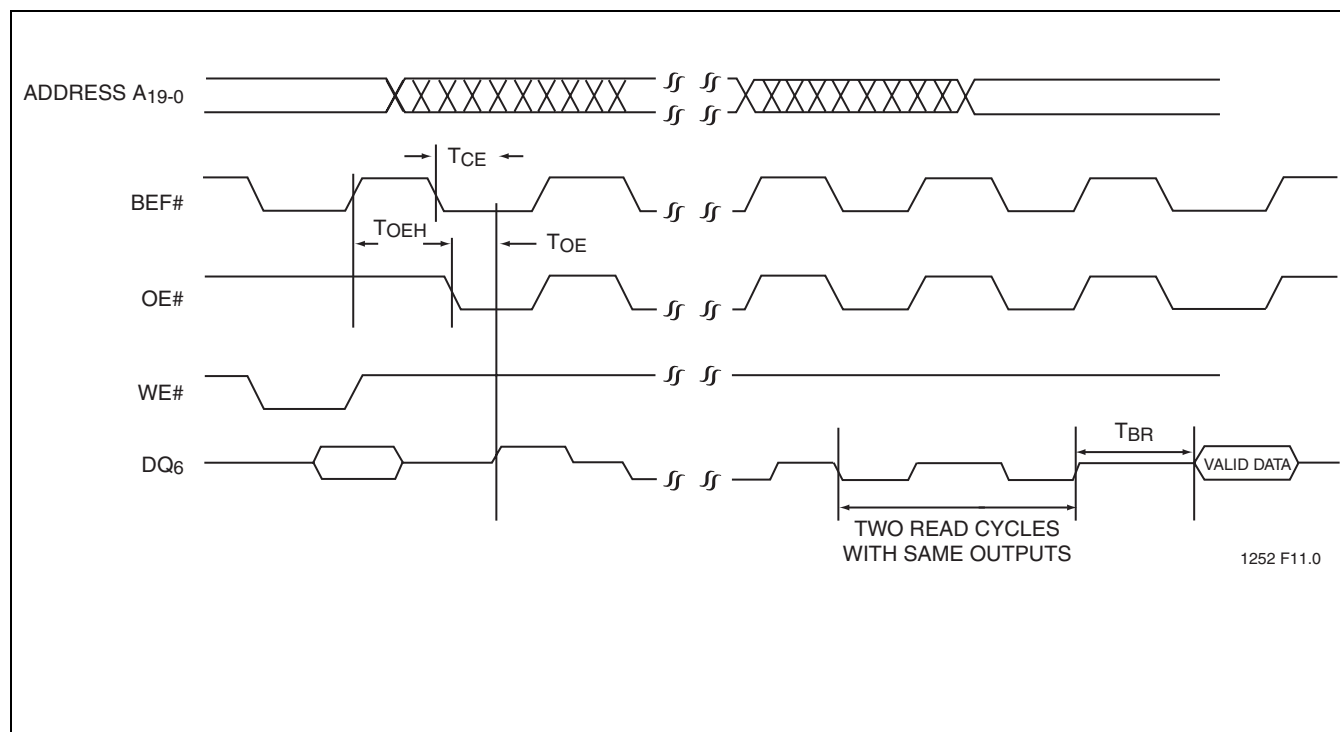 ADDRESS A19-0
TCE
BEF#
TOEH
TOE
OE#
WE#
DQ6
TBR
VALID DATA
TWO READ CYCLES
WITH SAME OUTPUTS
1252 F11.0